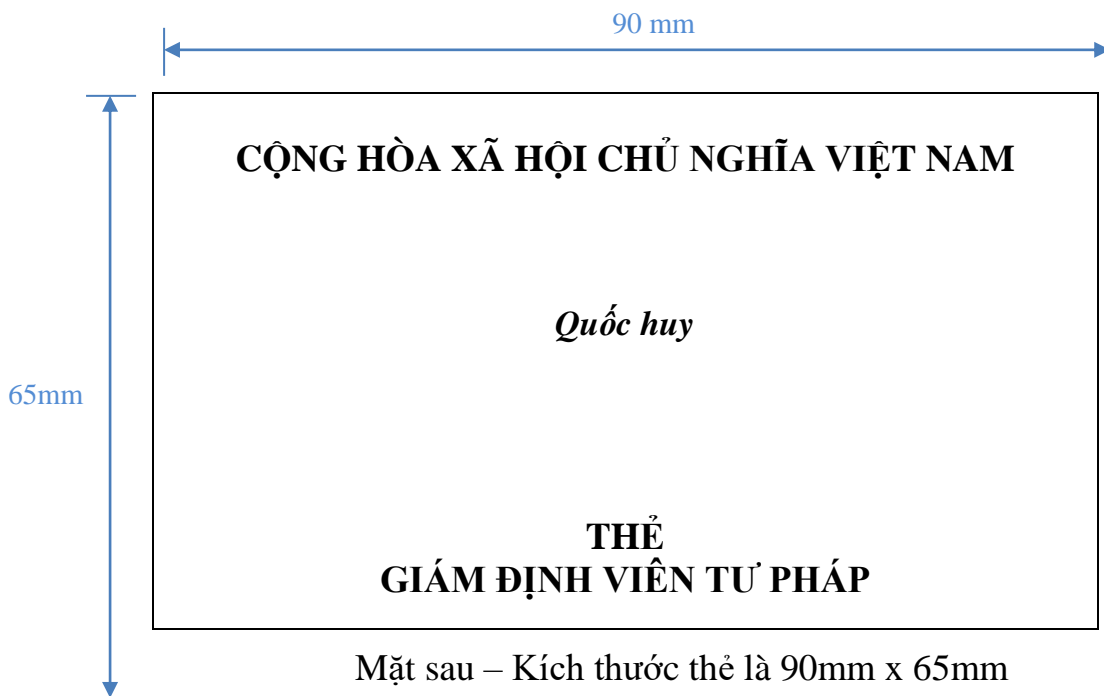 90 mm
CỘNG HÒA XÃ HỘI CHỦ NGHĨA VIỆT NAM
Quốc huy
65mm
THẺ
GIÁM ĐỊNH VIÊN TƯ PHÁP
Mặt sau – Kích thước thẻ là 90mm x 65mm